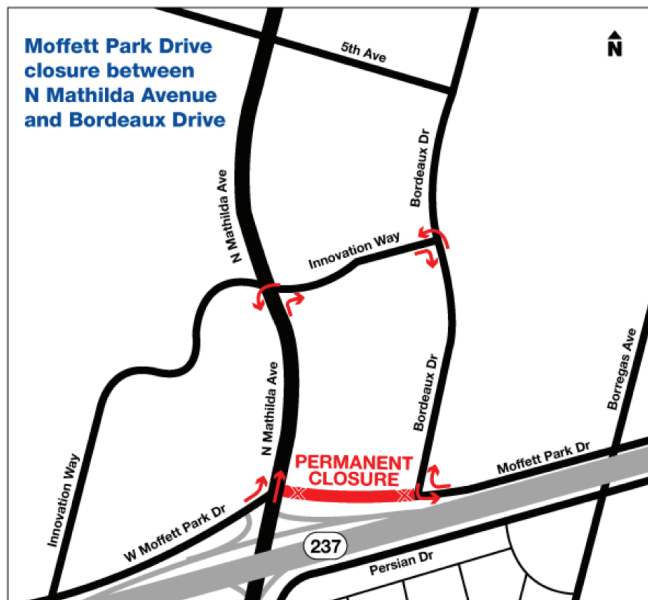 Moffett Park Drive
closure between
N Mathilda Avenue
and Bordeaux Drive
N
5th Ave
Bordeaux Dr
N Mathilda Ave
Innovation Way
N Mathilda Ave
Bordeaux Dr
Borregas Ave
PERMANENT
CLOSURE
Moffett Park Dr
Innovation Way
W Moffett Park Dr
237
Persian Dr